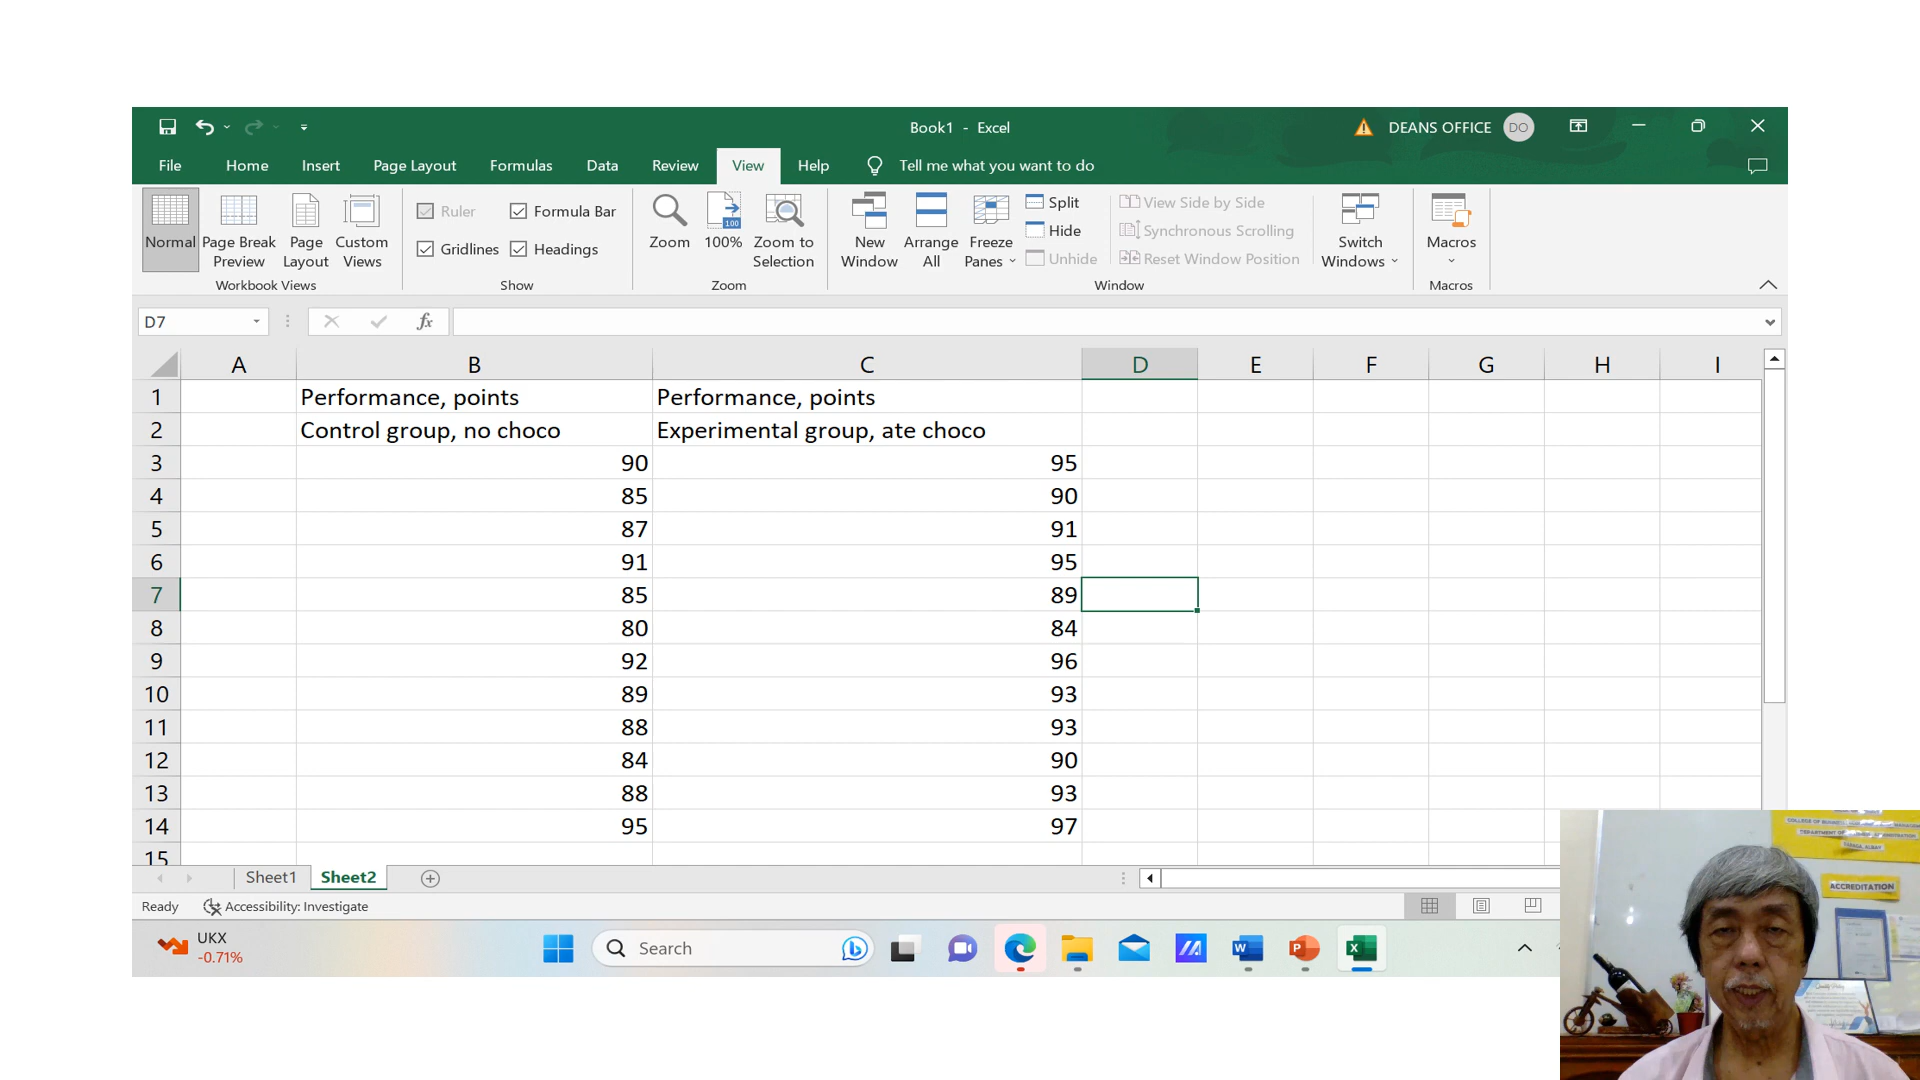 Book1 - Excel
DEANS OFFICE DO
File Home Insert Page Layout Formulas Data Review View Help Tell me what you want to do
Normal
Page Break Preview
Page Layout
Custom Views
Workbook Views
Ruler
Formula Bar
Gridlines
Headings
Show
Zoom
100
100%
Zoom to Selection
Zoom
New Window
Arrange All
Freeze Panes
Split
Hide
Unhide
View Side by Side
Synchronous Scrolling
Reset Window Position
Window
Switch Windows
Macros
Macros
D7 fx
A B C D E F G H I
1 Performance, points Performance, points
2 Control group, no choco Experimental group, ate choco
3 90 95
4 85 90
5 87 91
6 91 95
7 85 89
8 80 84
9 92 96
10 89 93
11 88 93
12 84 90
13 88 93
14 95 97
15
Sheet1 Sheet2
Ready Accessibility: Investigate
UKX
-0.71%
Search
W P X
ACCREDITATION